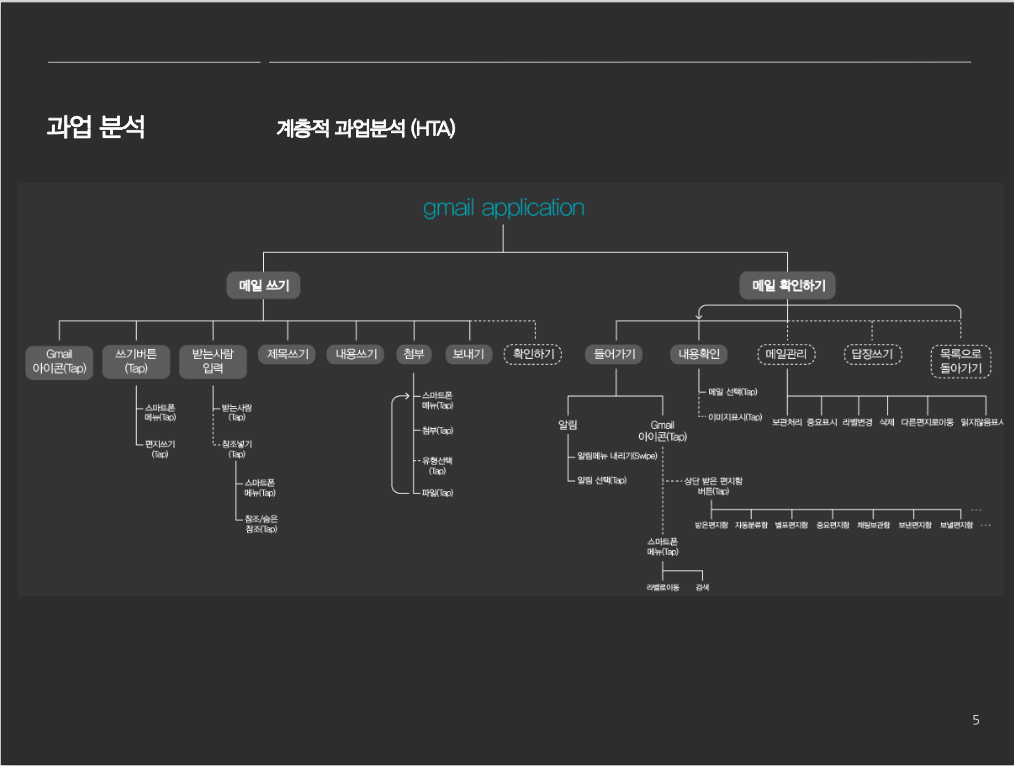 과업 분석
계층적 과업분석 (HTA)
gmail application
메일 쓰기
메일 확인하기
Gmail
아이콘(Tap)
쓰기버튼
(Tap)
받는사람
입력
제목쓰기
내용쓰기
첨부
보내기
확인하기
들어가기
내용확인
메일관리
답장쓰기
목록으로
돌아가기
스마트폰
메뉴(Tap)
편지쓰기
(Tap)
받는사람
(Tap)
참조넣기
(Tap)
스마트폰
메뉴(Tap)
참조/숨은
참조(Tap)
스마트폰
메뉴(Tap)
첨부(Tap)
유형선택
(Tap)
파일(Tap)
알림
Gmail
아이콘(Tap)
알림메뉴 내리기(Swipe)
알림 선택(Tap)
메일 선택(Tap)
이미지표시(Tap)
보관처리
중요표시
라벨변경
삭제
다른편지로이동
읽지않음표시
상단 받은 편지함
버튼(Tap)
받은편지함
자동분류함
별표편지함
중요편지함
채팅보관함
보낸편지함
보낼편지함
...
...
스마트폰
메뉴(Tap)
라벨로이동
검색
5